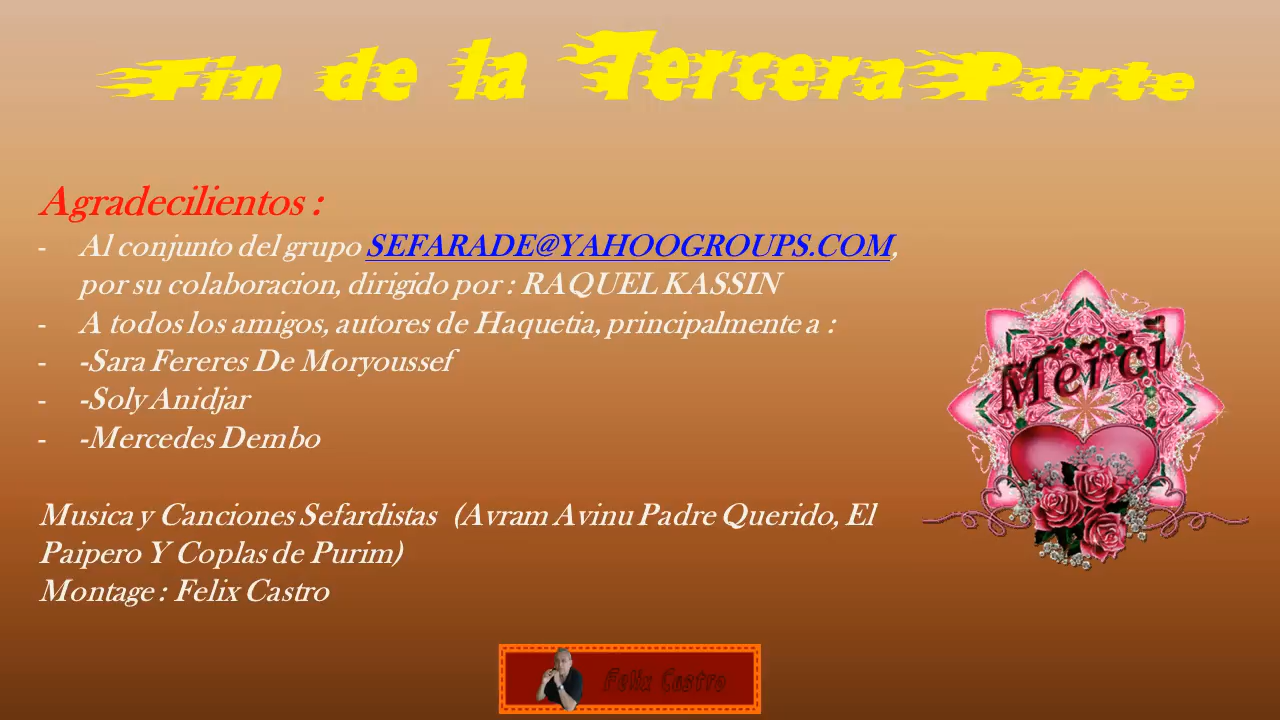 Fin de la Tercera Parte
Agradecilientos :
- Al conjunto del grupo SEFARADE@YAHOOGROUPS.COM,
por su colaboracion, dirigido por : RAQUEL KASSIN
- A todos los amigos, autores de Haquetia, principalmente a :
- -Sara Fereres De Moryoussef
- -Soly Anidjar
- -Mercedes Dembo
Merci
Musica y Canciones Sefardistas (Avram Avinu Padre Querido, El
Paipero Y Coplas de Purim)
Montage : Felix Castro
Felix Castro